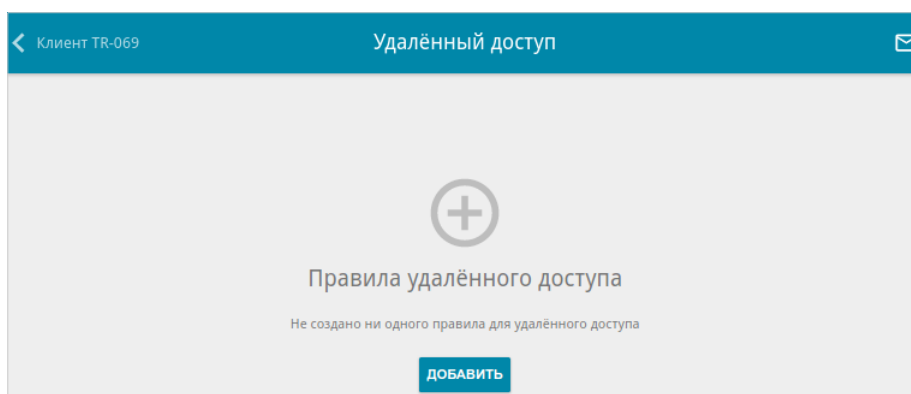 Клиент TR-069
Удалённый доступ
Правила удалённого доступа
Не создано ни одного правила для удалённого доступа
ДОБАВИТЬ